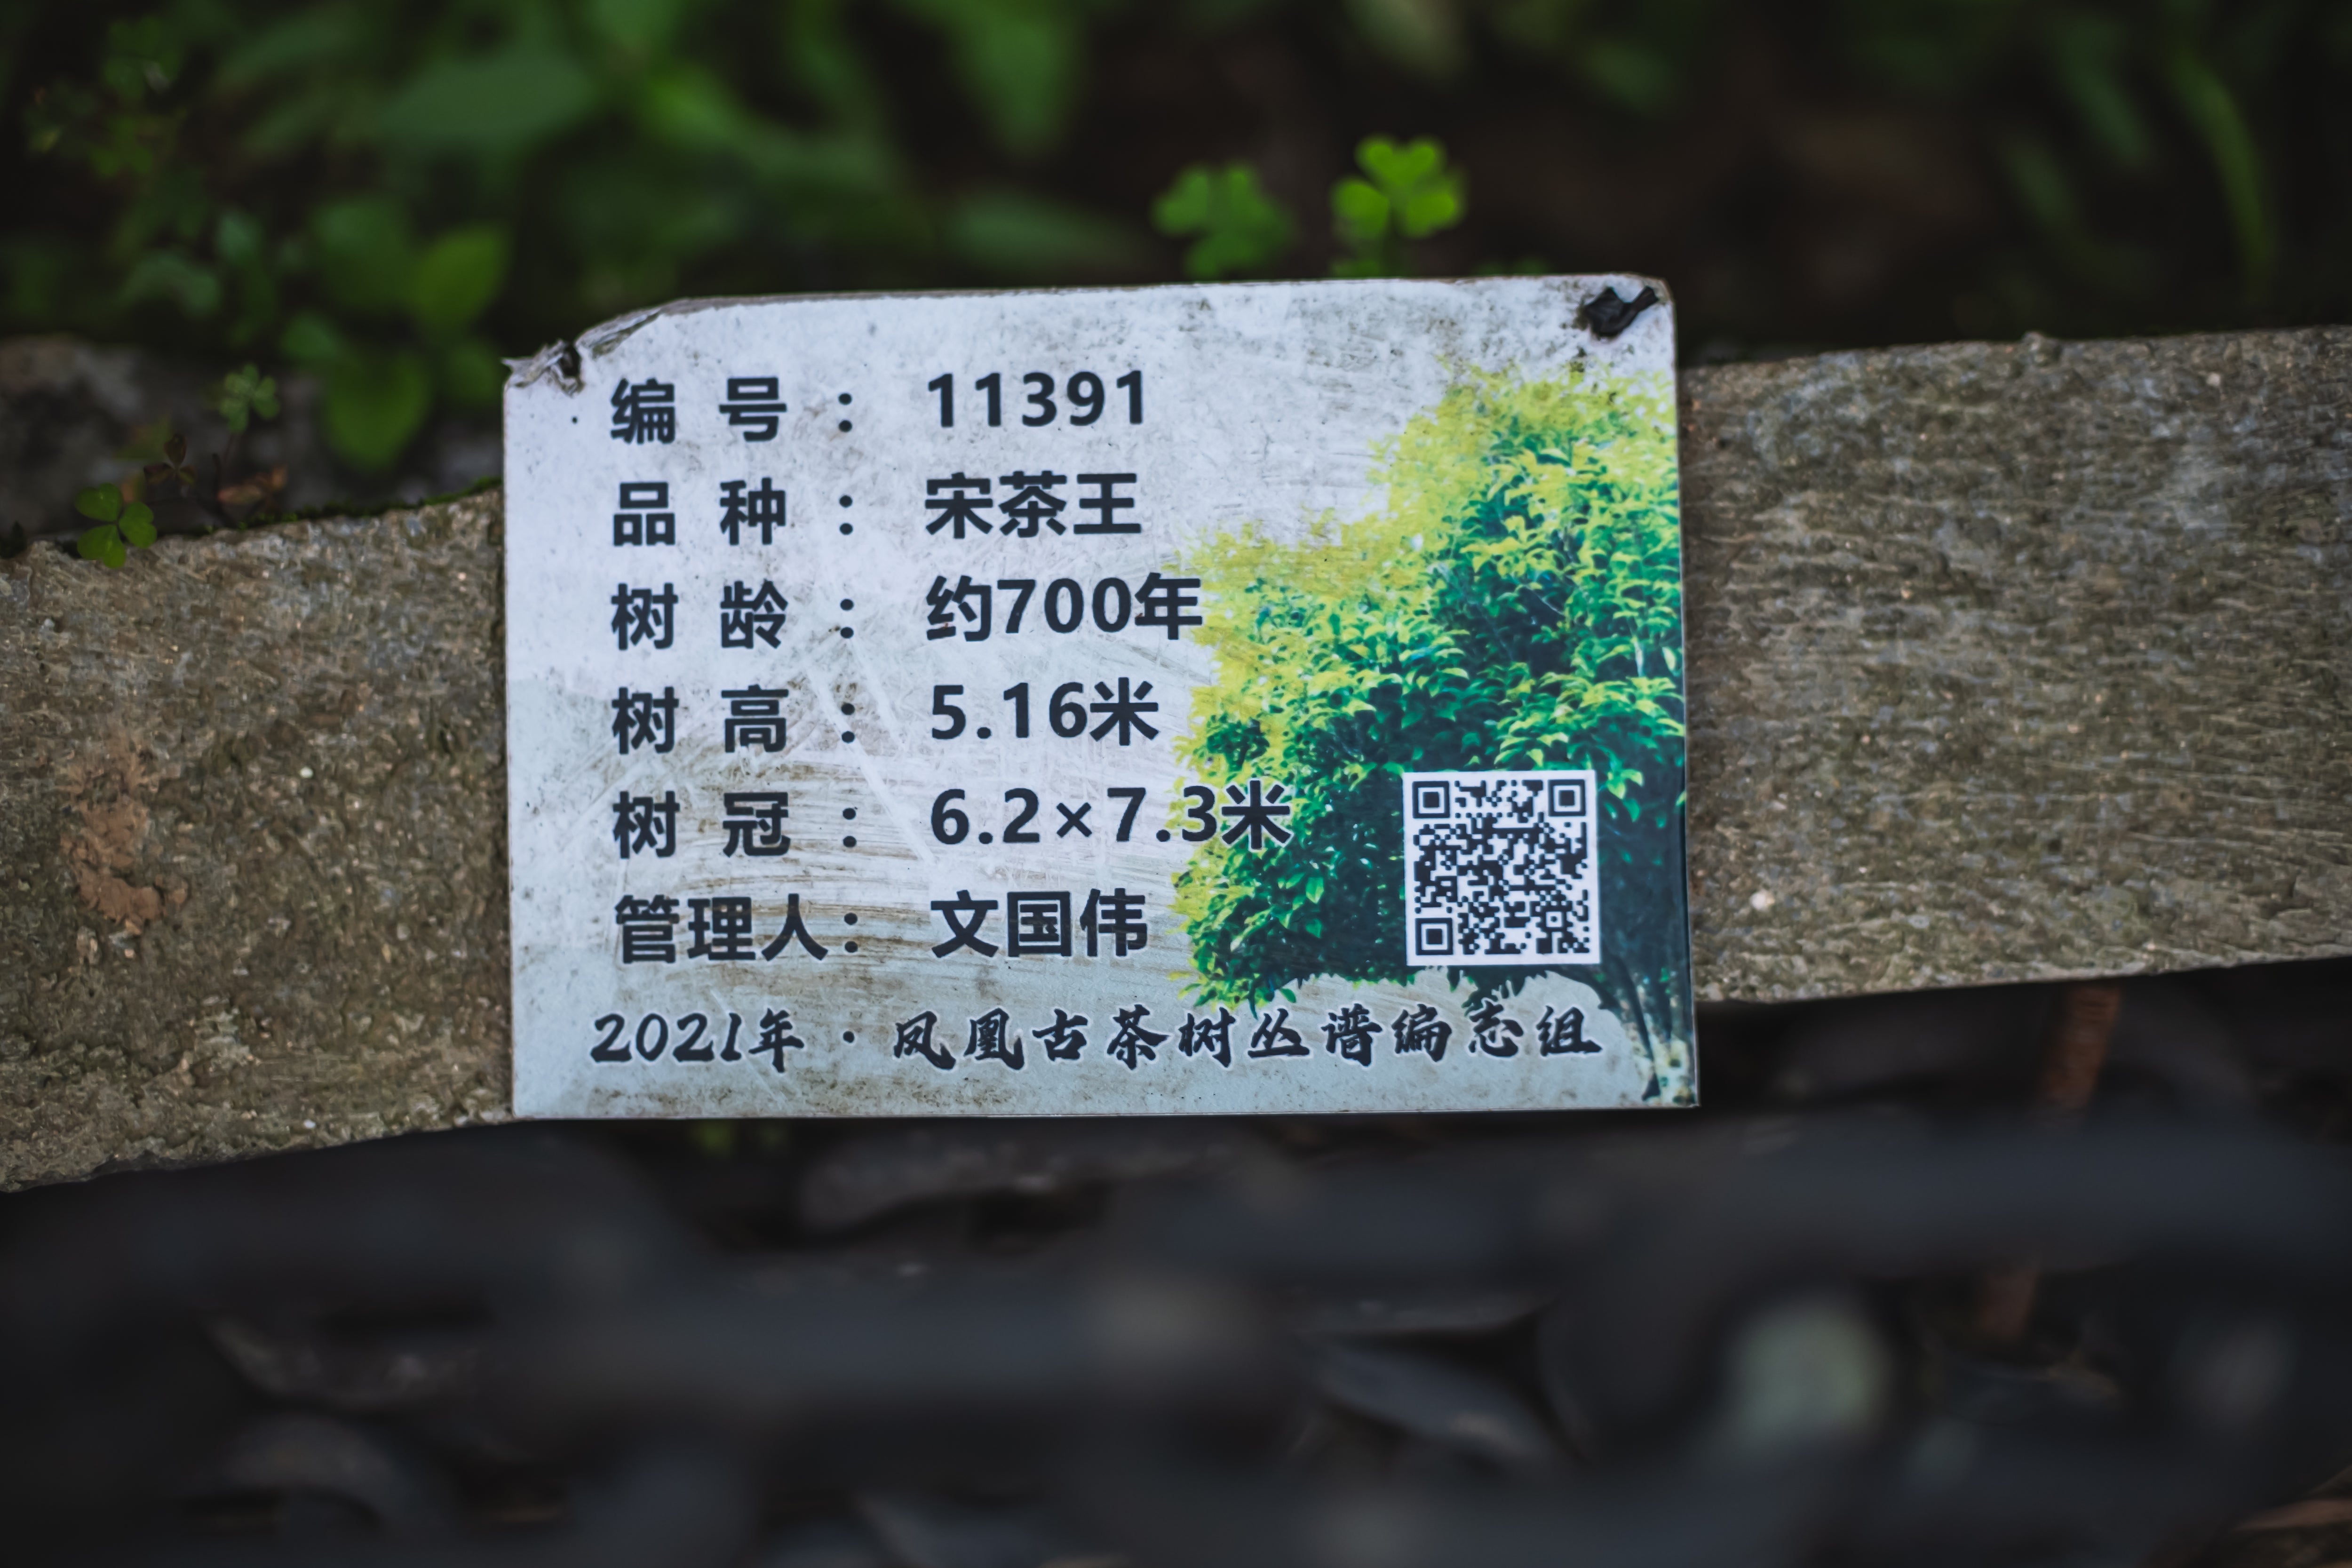 编号：11391
品种：宋茶王
树龄：约700年
树高：5.16米
树冠：6.2×7.3米
管理人：文国伟
2021年·凤凰古茶树丛谱编志组